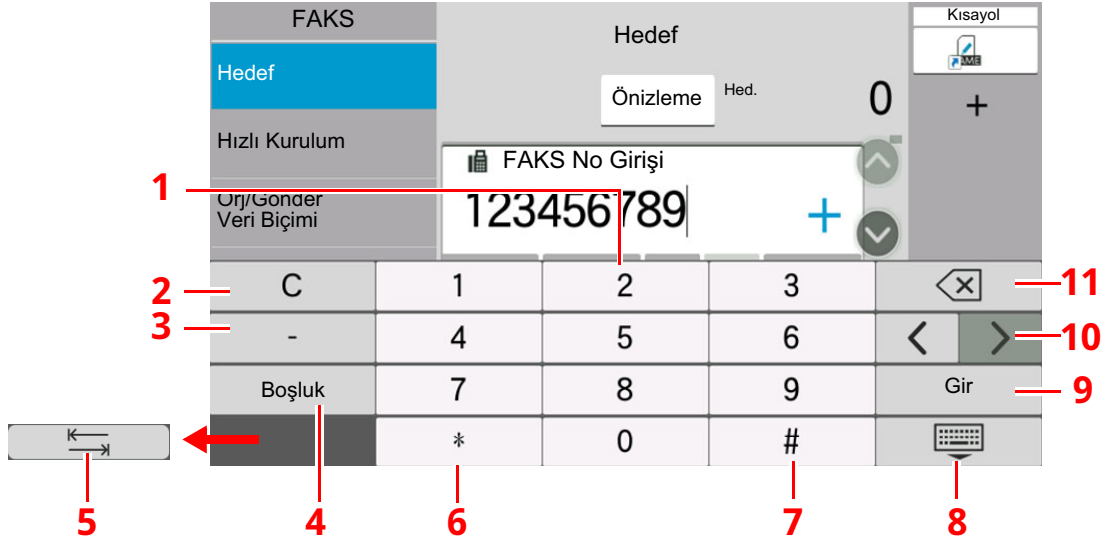 FAKS
Hedef
Kısayol
AME
Hedef
Önizleme
Hed.
0
+
Hızlı Kurulum
FAKS No Girişi
1
Orj/Gönder
Veri Biçimi
123456789
+
2
C
1
2
3
11
3
-
4
5
6
10
Boşluk
7
8
9
Gir
9
*
0
#
5
4
6
7
8